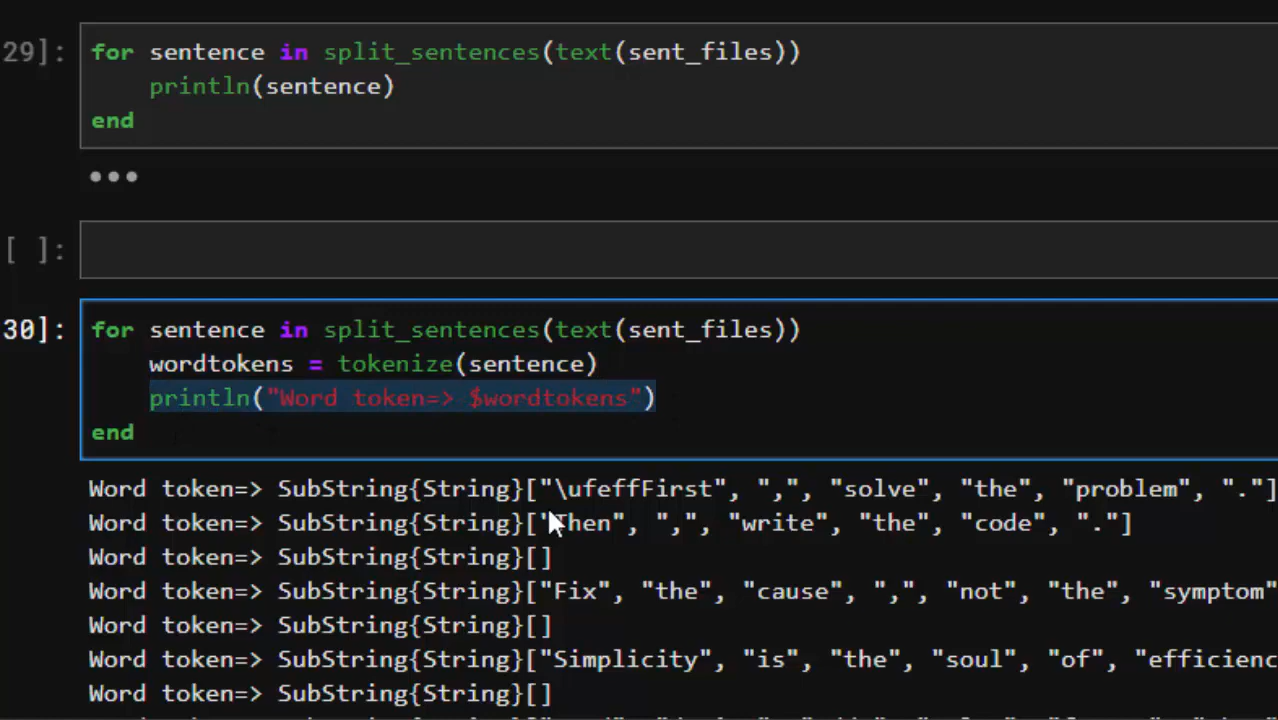 29]: for sentence in split_sentences(text(sent_files))
println(sentence)
end
[ ]:
30]: for sentence in split_sentences(text(sent_files))
wordtokens = tokenize(sentence)
println("Word token=> $wordtokens")
end
Word token=> SubString{String}["\ufeffFirst", ",", "solve", "the", "problem", "."]
Word token=> SubString{String}["Then", ",", "write", "the", "code", "."]
Word token=> SubString{String}[]
Word token=> SubString{String}["Fix", "the", "cause", ",", "not", "the", "symptom"
Word token=> SubString{String}[]
Word token=> SubString{String}["Simplicity", "is", "the", "soul", "of", "efficienc
Word token=> SubString{String}[]